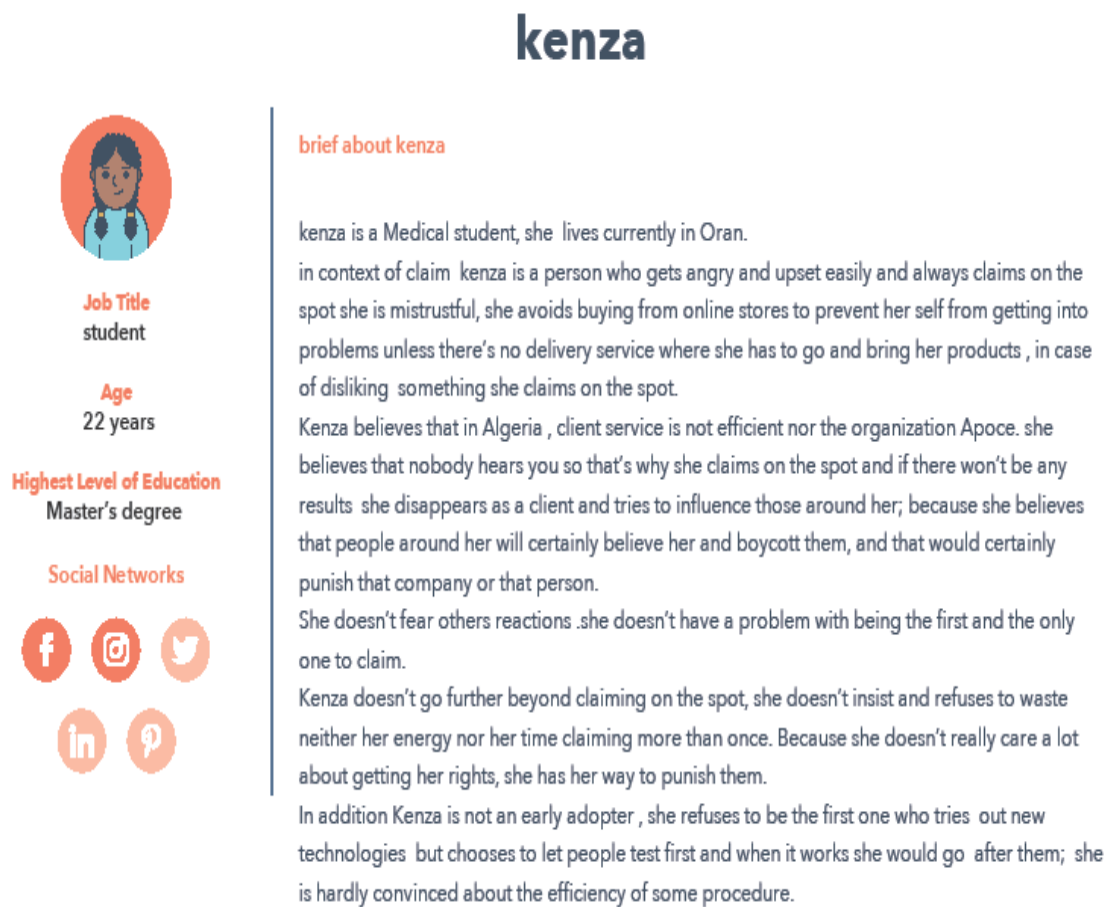 kenza
Job Title
student
Age
22 years
Highest Level of Education
Master's degree
Social Networks
brief about kenza
kenza is a Medical student, she lives currently in Oran.
in context of claim kenza is a person who gets angry and upset easily and always claims on the
spot she is mistrustful, she avoids buying from online stores to prevent her self from getting into
problems unless there's no delivery service where she has to go and bring her products , in case
of disliking something she claims on the spot.
Kenza believes that in Algeria , client service is not efficient nor the organization Apoce. she
believes that nobody hears you so that's why she claims on the spot and if there won't be any
results she disappears as a client and tries to influence those around her; because she believes
that people around her will certainly believe her and boycott them, and that would certainly
punish that company or that person.
She doesn't fear others reactions .she doesn't have a problem with being the first and the only
one to claim.
Kenza doesn't go further beyond claiming on the spot, she doesn't insist and refuses to waste
neither her energy nor her time claiming more than once. Because she doesn't really care a lot
about getting her rights, she has her way to punish them.
In addition Kenza is not an early adopter , she refuses to be the first one who tries out new
technologies but chooses to let people test first and when it works she would go after them; she
is hardly convinced about the efficiency of some procedure.